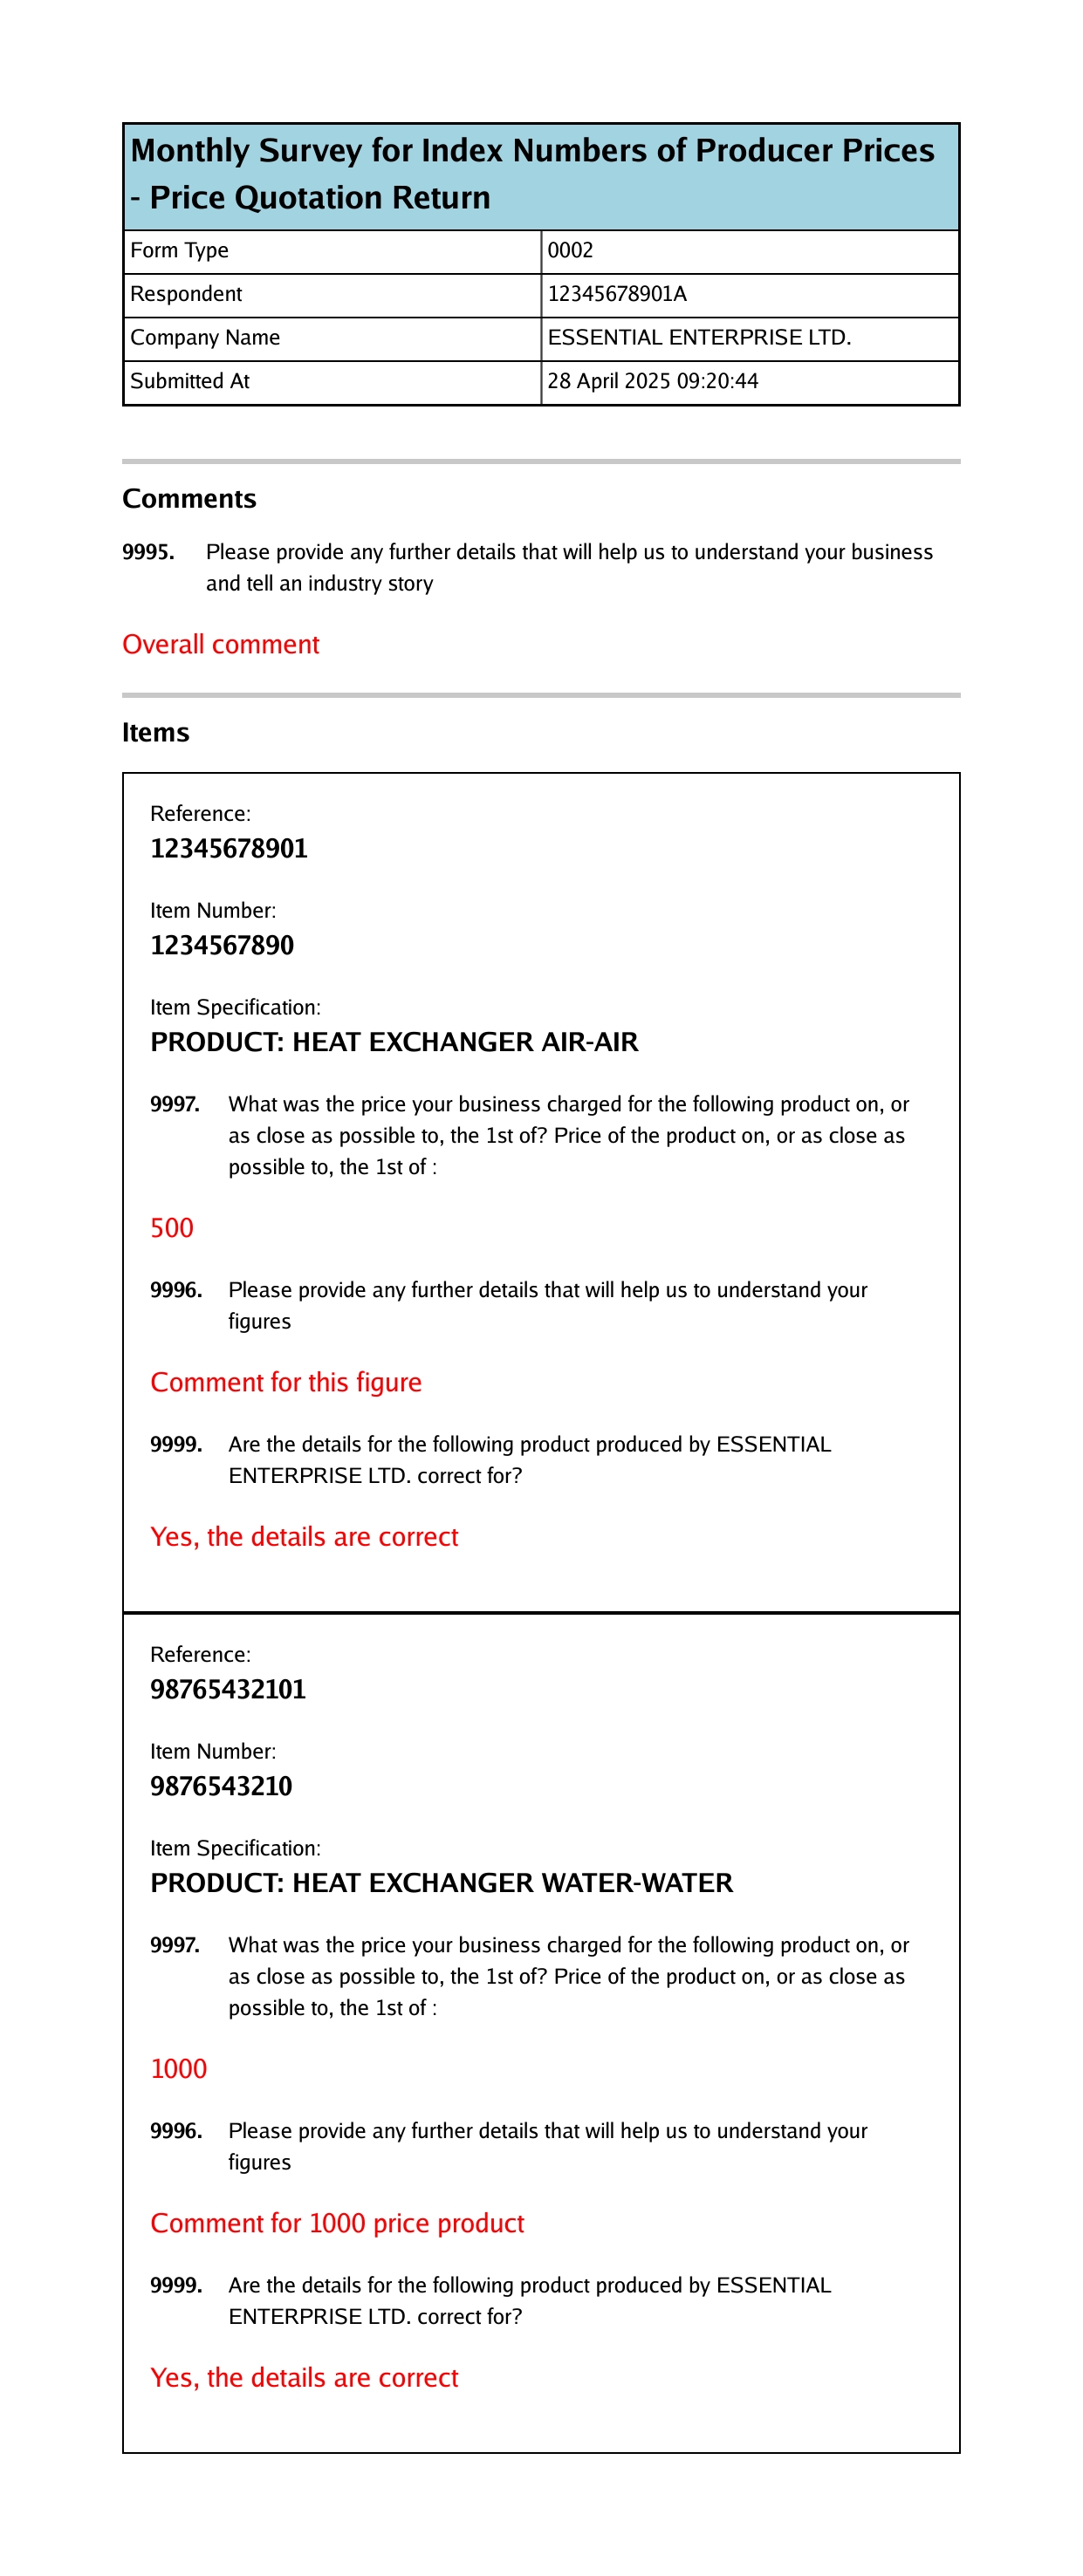 Monthly Survey for Index Numbers of Producer Prices
- Price Quotation Return
Form Type 0002
Respondent 12345678901A
Company Name ESSENTIAL ENTERPRISE LTD.
Submitted At 28 April 2025 09:20:44
Comments
9995. Please provide any further details that will help us to understand your business
and tell an industry story
Overall comment
Items
Reference:
12345678901
Item Number:
1234567890
Item Specification:
PRODUCT: HEAT EXCHANGER AIR-AIR
9997. What was the price your business charged for the following product on, or
as close as possible to, the 1st of? Price of the product on, or as close as
possible to, the 1st of :
500
9996. Please provide any further details that will help us to understand your
figures
Comment for this figure
9999. Are the details for the following product produced by ESSENTIAL
ENTERPRISE LTD. correct for?
Yes, the details are correct
Reference:
98765432101
Item Number:
9876543210
Item Specification:
PRODUCT: HEAT EXCHANGER WATER-WATER
9997. What was the price your business charged for the following product on, or
as close as possible to, the 1st of? Price of the product on, or as close as
possible to, the 1st of :
1000
9996. Please provide any further details that will help us to understand your
figures
Comment for 1000 price product
9999. Are the details for the following product produced by ESSENTIAL
ENTERPRISE LTD. correct for?
Yes, the details are correct